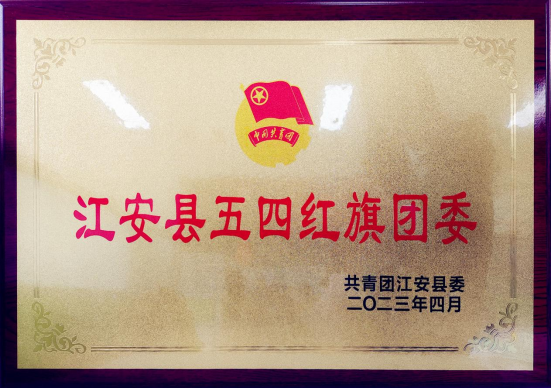 中国共青团
江安县五四红旗团委
共青团江安县委
二〇二三年四月